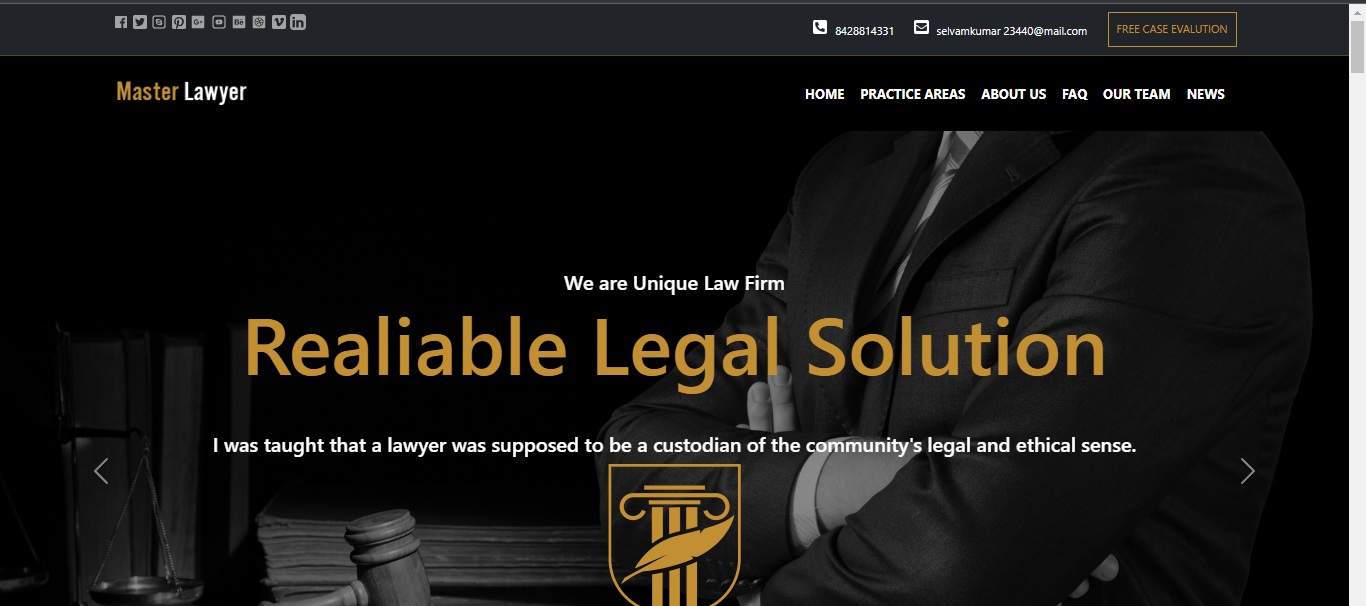 8428814331 selvamkumar 23440@mail.com FREE CASE EVALUTION
Master Lawyer HOME PRACTICE AREAS ABOUT US FAQ OUR TEAM NEWS
We are Unique Law Firm
Realiable Legal Solution
I was taught that a lawyer was supposed to be a custodian of the community's legal and ethical sense.